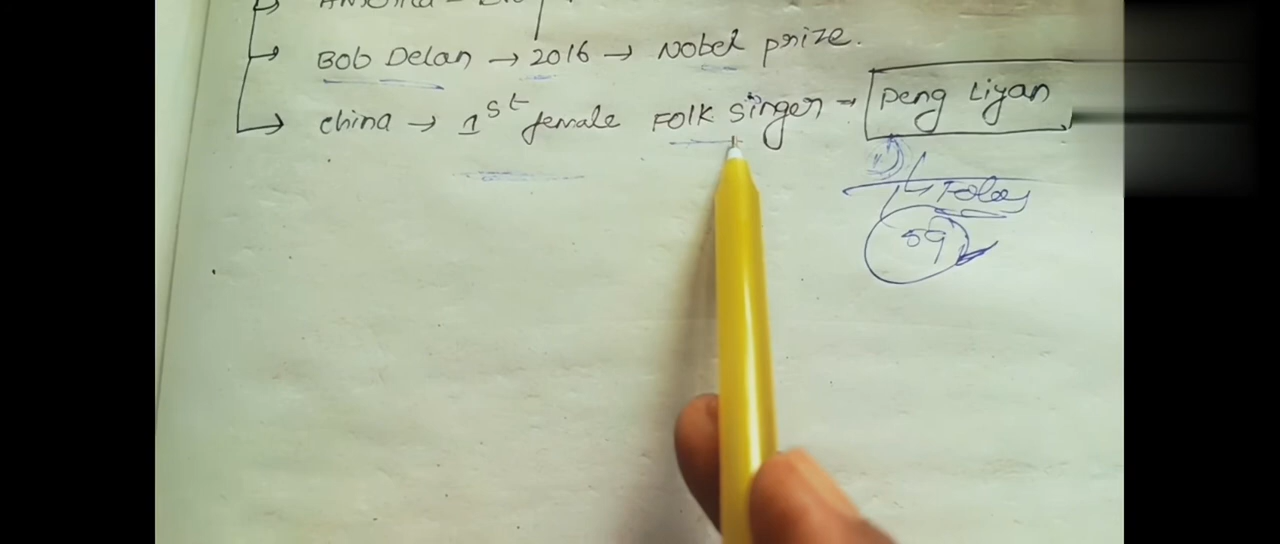 Bob Delan → 2016 → Nobel prize.
China → 1st female Folk Singer → Peng Liyan
59